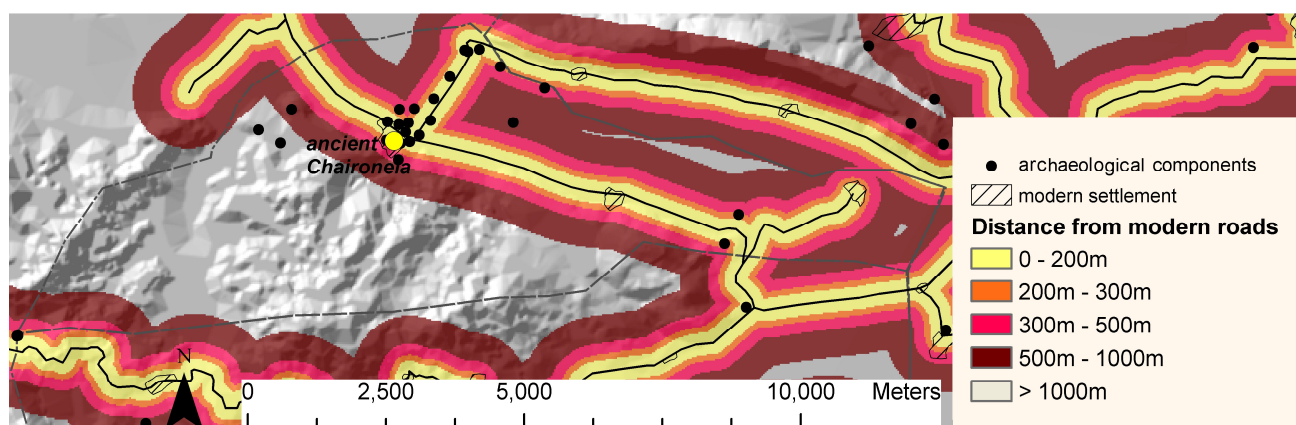 ancient
Chaironeia
archaeological components
modern settlement
Distance from modern roads
0 - 200m
200m - 300m
300m - 500m
500m - 1000m
> 1000m
N
0 2,500 5,000 10,000 Meters